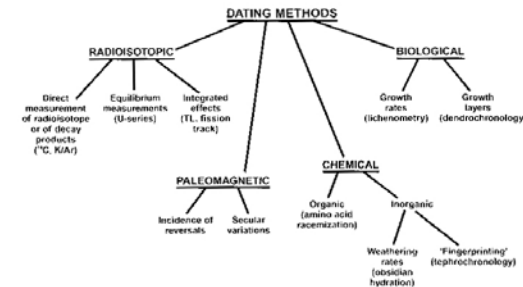 DATING METHODS
RADIOISOTOPIC
BIOLOGICAL
Direct
measurement
of radioisotope
or of decay
products
(¹⁴C, K/Ar)
Equilibrium
measurements
(U-series)
Integrated
effects
(TL, fission
track)
Growth
rates
(lichenometry)
Growth
layers
(dendrochronology
PALEOMAGNETIC
Incidence of
reversals
Secular
variations
CHEMICAL
Organic
(amino acid
racemization)
Inorganic
Weathering
rates
(obsidian
hydration)
'Fingerprinting'
(tephrochronology)